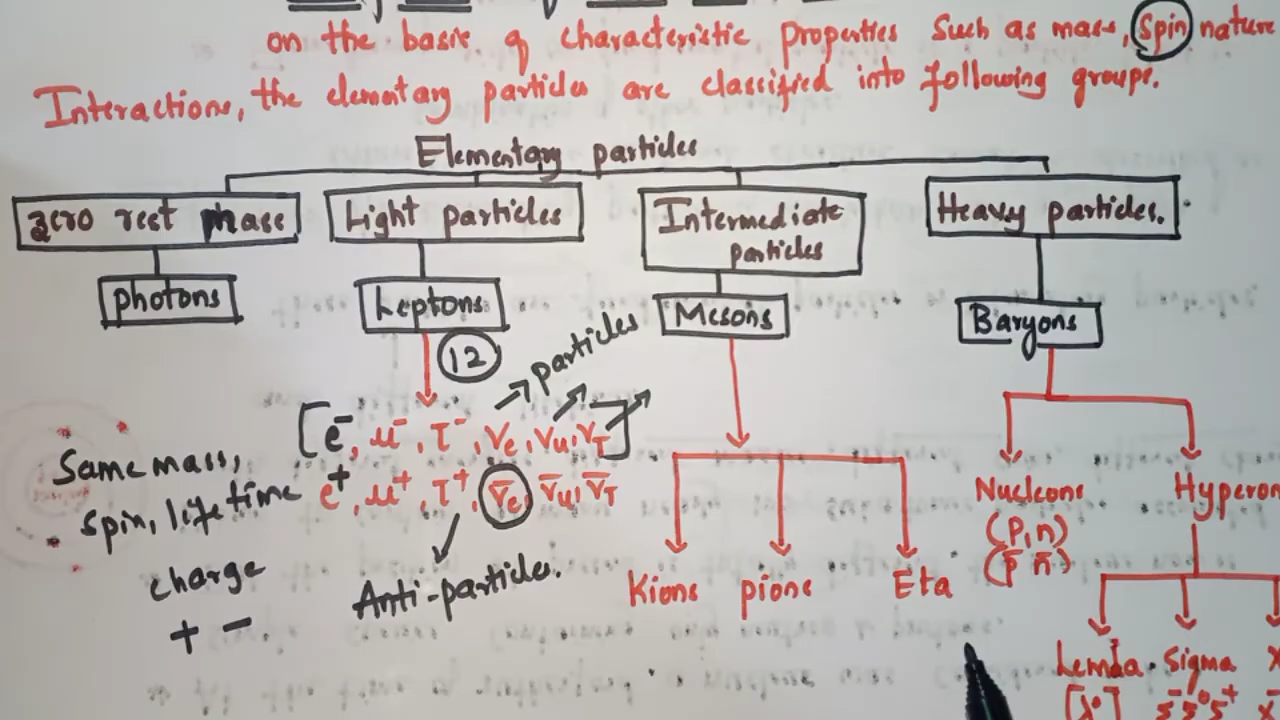 on the basis of characteristic properties such as mass, spin nature
Interactions, the elemetary particles are classified into following groups.
Elementary particles
zero rest mass
Light particles
Intermediate
particles
Heavy particles.
photons
Leptons
Mesons
Baryons
12
particles
[e⁻, μ⁻, τ⁻, νe, νu, ντ]
e⁺, μ⁺, τ⁺, ν̄e, ν̄u, ν̄τ
Same mass,
spin, life time
charge
+ −
Anti-particles.
Kions
pions
Eta
Nucleons
(p, n)
(p̄ n̄)
Hyperon
Lemda
Sigma